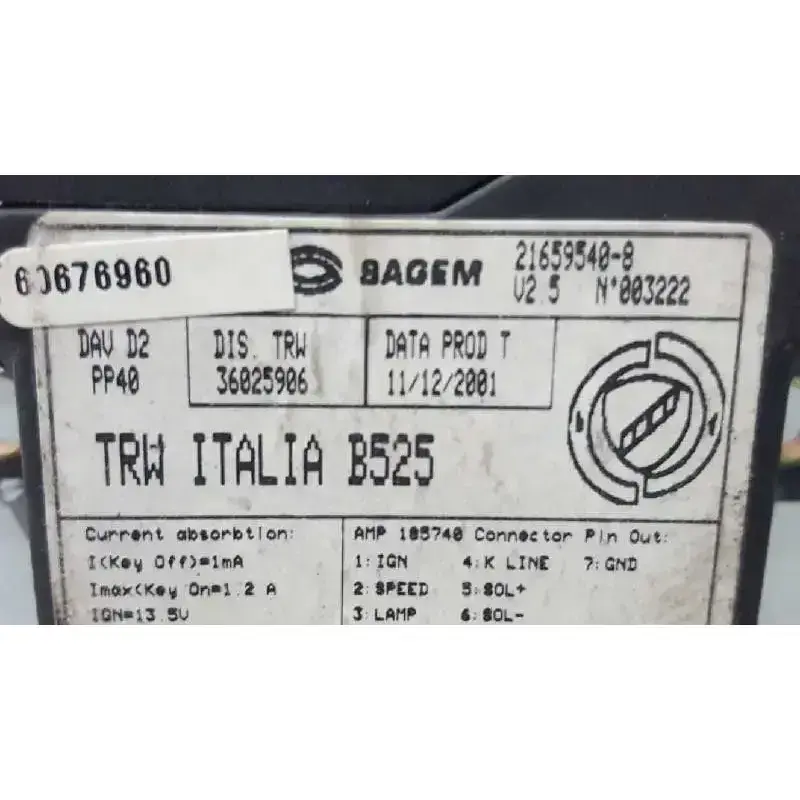 60676960
SAGEM
21659540-8
V2.5 N°003222
DAV D2
PP40
DIS. TRW
36025906
DATA PROD T
11/12/2001
TRW ITALIA B525
Current absorbtion:
I(Key Off)=1mA
Imax(Key On=1.2 A
IGN=13.5V
AMP 185740 Connector Pin Out:
1: IGN 4: K LINE 7: GND
2: SPEED 5: SOL+
3: LAMP 6: SOL-